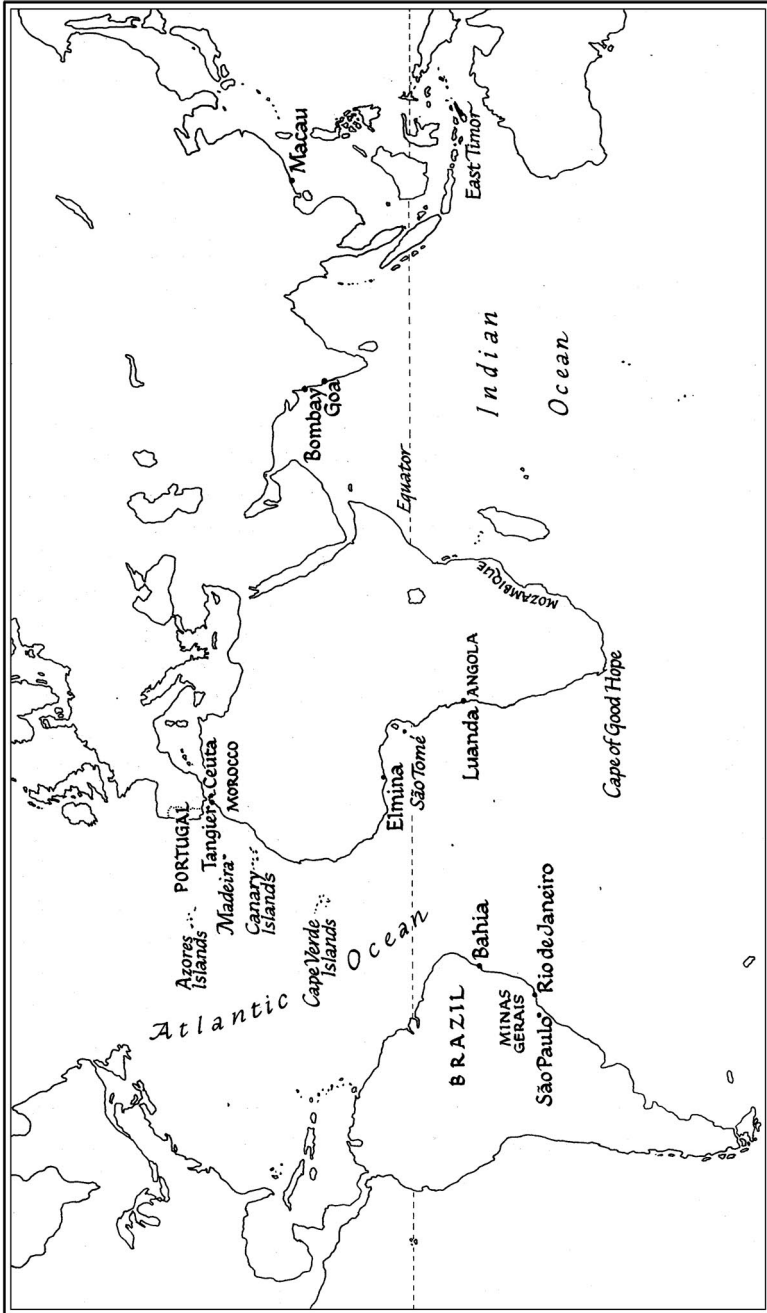 Atlantic
Ocean
Azores
Islands
PORTUGAL
Tangier
Ceuta
MOROCCO
Madeira
Canary
Islands
Cape Verde
Islands
BRAZIL
Bahia
MINAS
GERAIS
Rio de Janeiro
São Paulo
Elmina
São Tomé
Luanda
ANGOLA
Cape of Good Hope
MOZAMBIQUE
Equator
Bombay
Goa
Indian
Ocean
Macau
East Timor